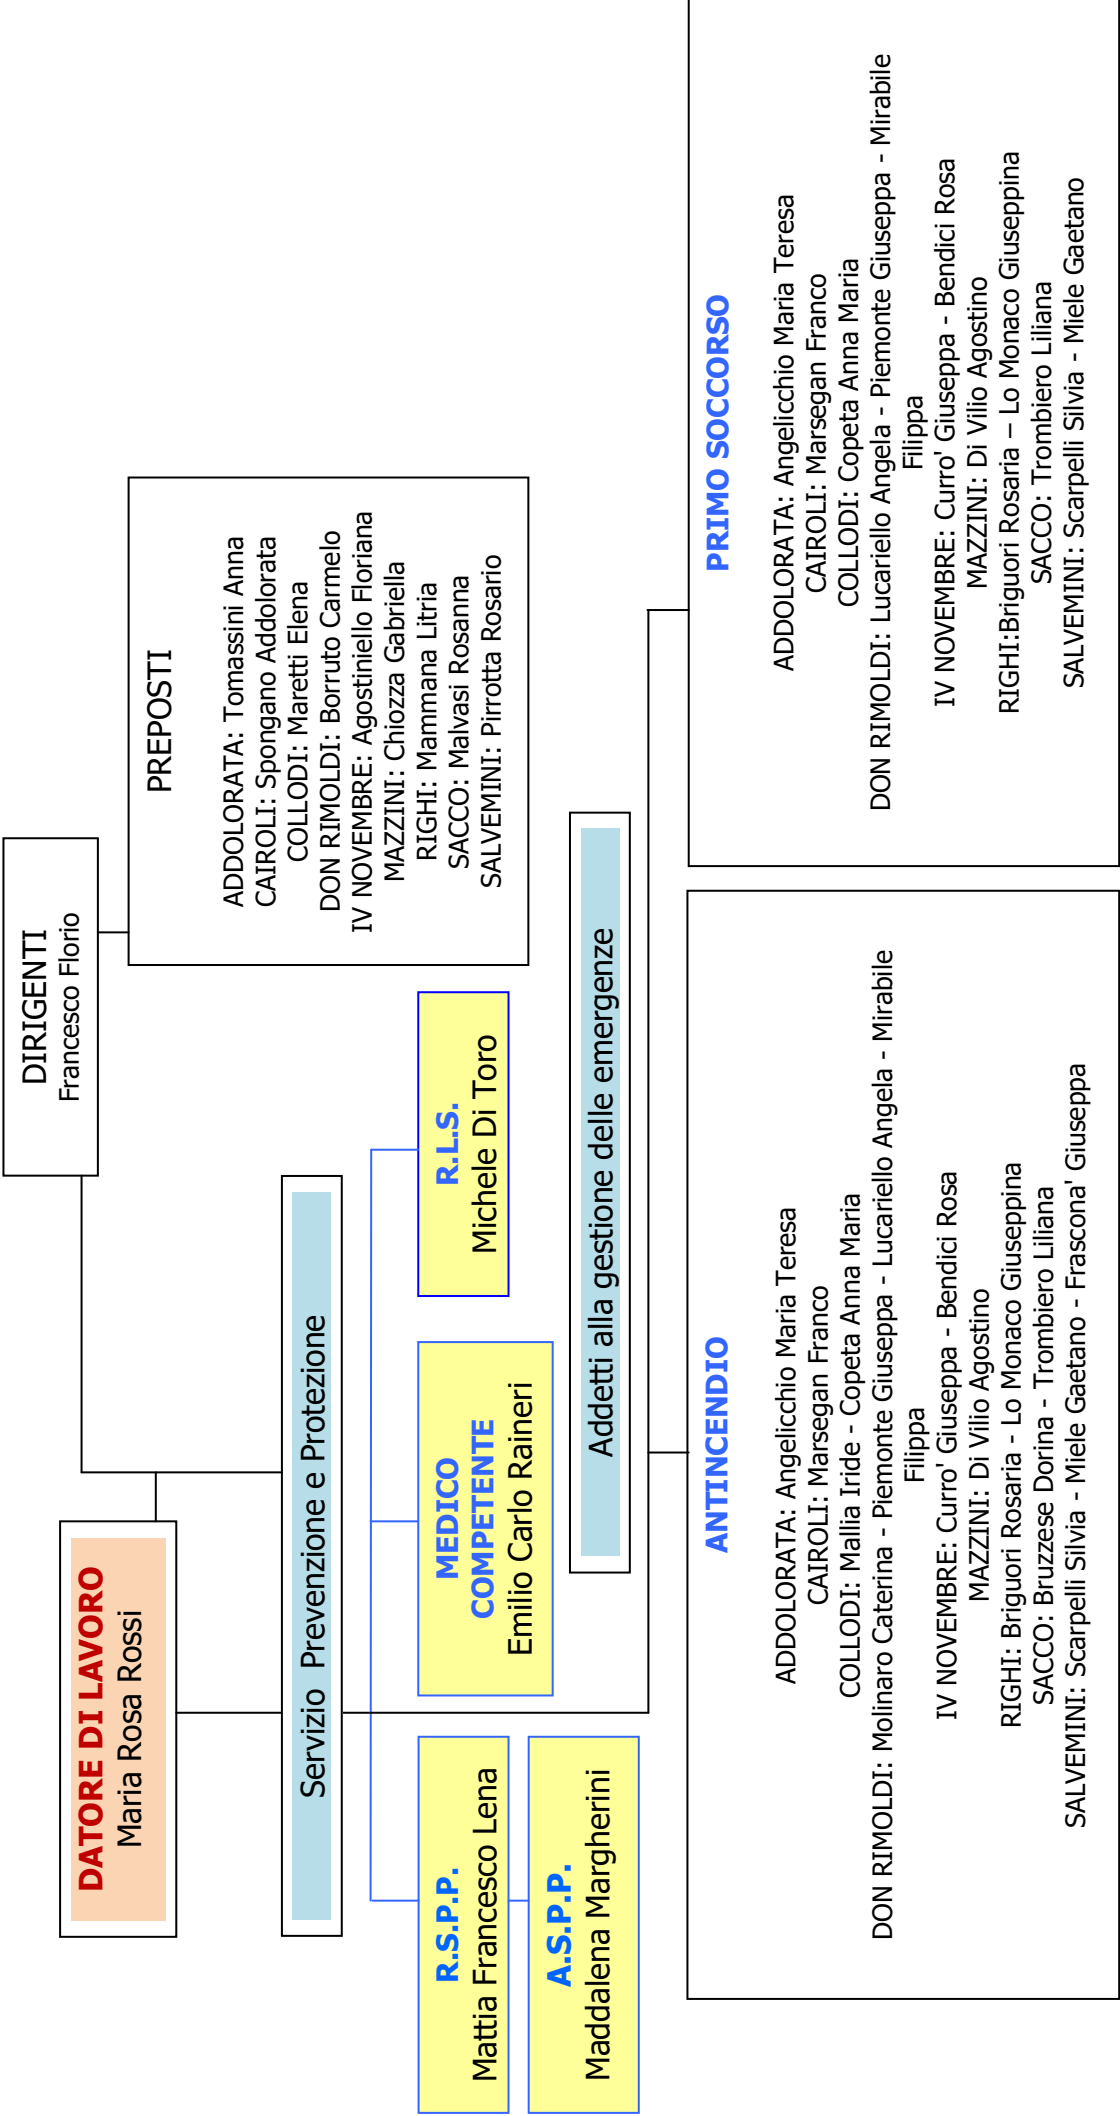 DIRIGENTI
Francesco Florio
DATORE DI LAVORO
Maria Rosa Rossi
PREPOSTI
ADDOLORATA: Tomassini Anna
CAIROLI: Spongano Addolorata
COLLODI: Maretti Elena
DON RIMOLDI: Borruto Carmelo
IV NOVEMBRE: Agostiniello Floriana
MAZZINI: Chiozza Gabriella
RIGHI: Mammana Litria
SACCO: Malvasi Rosanna
SALVEMINI: Pirrotta Rosario
Servizio Prevenzione e Protezione
R.S.P.P.
Mattia Francesco Lena
A.S.P.P.
Maddalena Margherini
MEDICO
COMPETENTE
Emilio Carlo Raineri
R.L.S.
Michele Di Toro
Addetti alla gestione delle emergenze
ANTINCENDIO
ADDOLORATA: Angelicchio Maria Teresa
CAIROLI: Marsegan Franco
COLLODI: Mallia Iride - Copeta Anna Maria
DON RIMOLDI: Molinaro Caterina - Piemonte Giuseppa - Lucariello Angela - Mirabile
Filippa
IV NOVEMBRE: Curro' Giuseppa - Bendici Rosa
MAZZINI: Di Vilio Agostino
RIGHI: Briguori Rosaria - Lo Monaco Giuseppina
SACCO: Bruzzese Dorina - Trombiero Liliana
SALVEMINI: Scarpelli Silvia - Miele Gaetano - Frascona' Giuseppa
PRIMO SOCCORSO
ADDOLORATA: Angelicchio Maria Teresa
CAIROLI: Marsegan Franco
COLLODI: Copeta Anna Maria
DON RIMOLDI: Lucariello Angela - Piemonte Giuseppa - Mirabile
Filippa
IV NOVEMBRE: Curro' Giuseppa - Bendici Rosa
MAZZINI: Di Vilio Agostino
RIGHI:Briguori Rosaria – Lo Monaco Giuseppina
SACCO: Trombiero Liliana
SALVEMINI: Scarpelli Silvia - Miele Gaetano